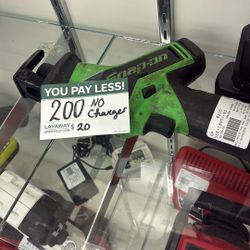 YOU PAY LESS!
200 NO
Charger
LAYAWAY $ 20
Snap-on